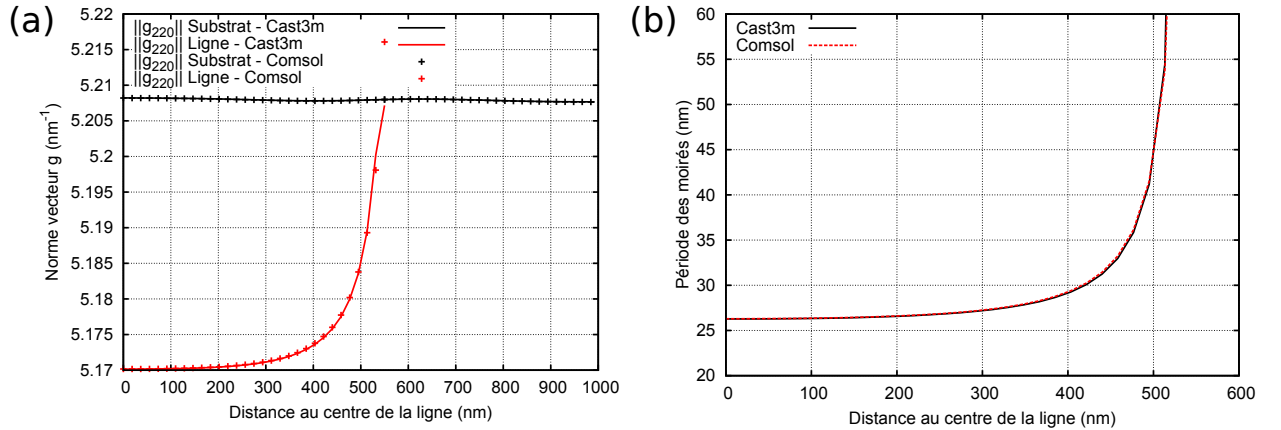 (a)
||g220|| Substrat - Cast3m
||g220|| Ligne - Cast3m
||g220|| Substrat - Comsol
||g220|| Ligne - Comsol
Norme vecteur g (nm-1)
5.22
5.215
5.21
5.205
5.2
5.195
5.19
5.185
5.18
5.175
5.17
0 100 200 300 400 500 600 700 800 900 1000
Distance au centre de la ligne (nm)
(b)
Cast3m
Comsol
Période des moirés (nm)
60
55
50
45
40
35
30
25
20
0 100 200 300 400 500 600
Distance au centre de la ligne (nm)